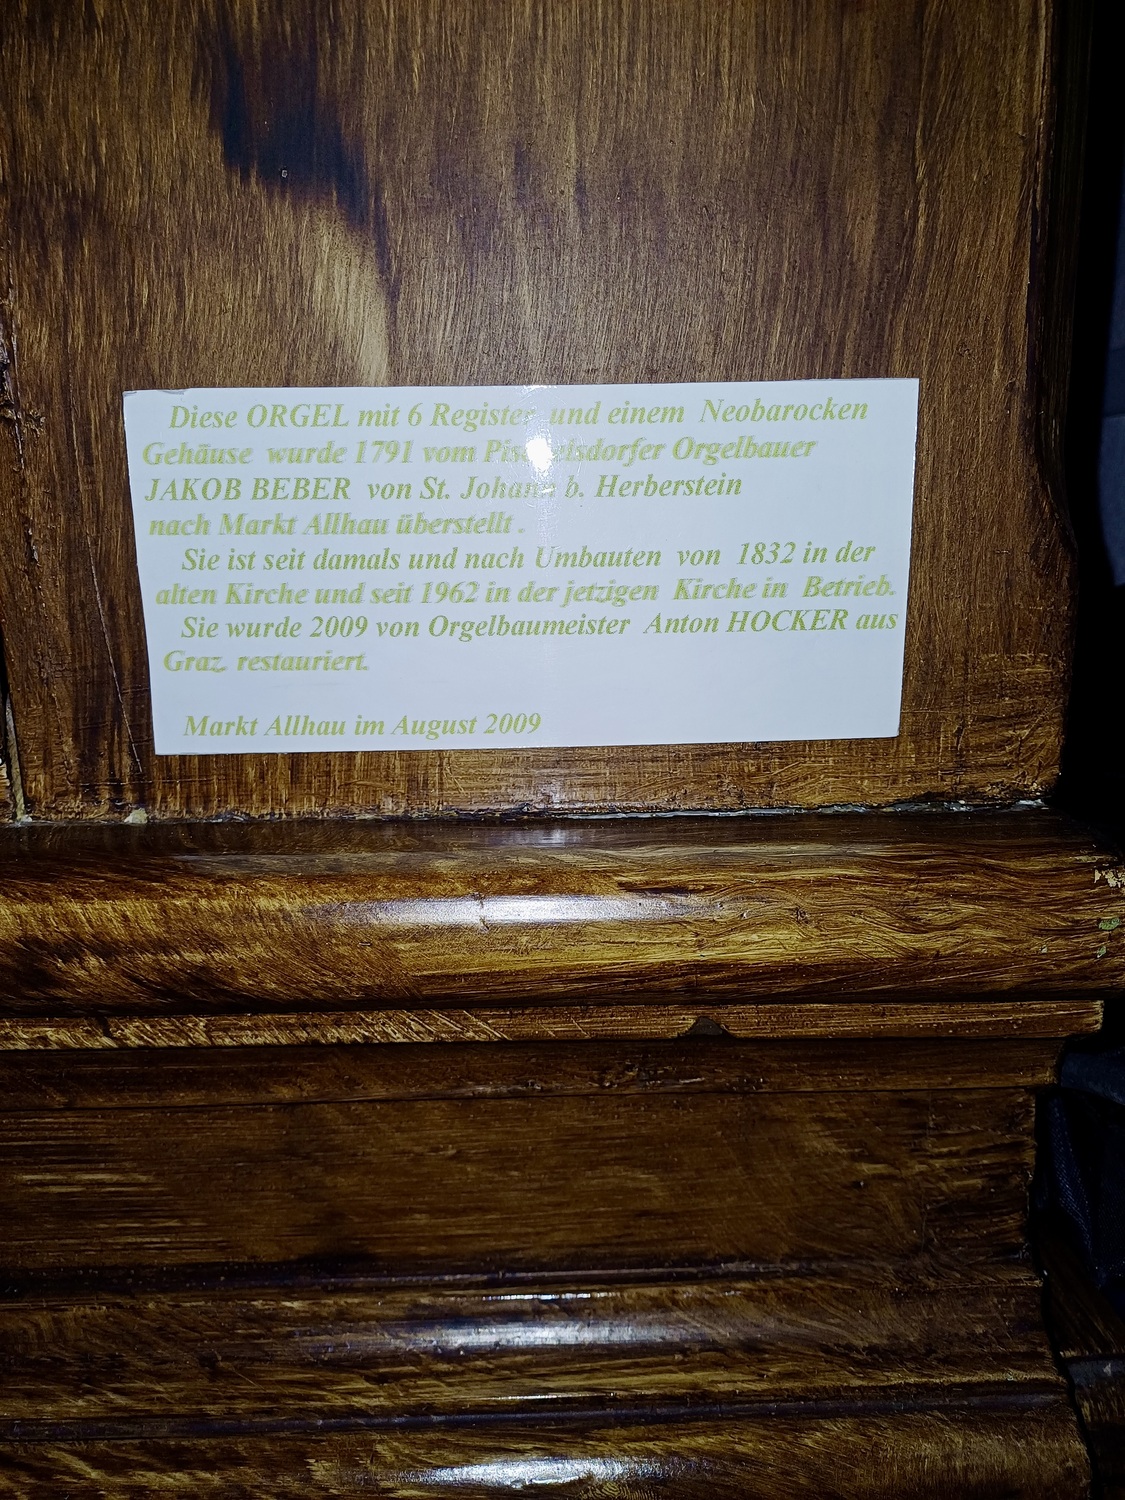 Diese ORGEL mit 6 Register und einem Neobarocken
Gehäuse wurde 1791 vom Orgelbauer
JAKOB BEBER von St. Johann b. Herberstein
nach Markt Allhau überstellt .
Sie ist seit damals und nach Umbauten von 1832 in der
alten Kirche und seit 1962 in der jetzigen Kirche in Betrieb.
Sie wurde 2009 von Orgelbaumeister Anton HOCKER aus
Graz restauriert.
Markt Allhau im August 2009